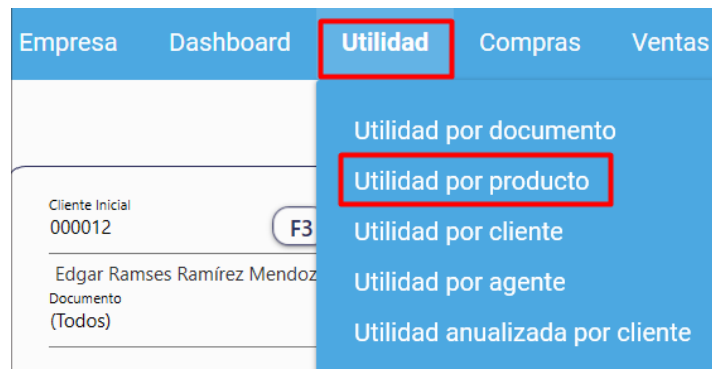 Empresa Dashboard Utilidad Compras Ventas
Utilidad por documento
Utilidad por producto
Utilidad por cliente
Utilidad por agente
Utilidad anualizada por cliente
Cliente Inicial
000012 F3
Edgar Ramses Ramírez Mendoz
Documento
(Todos)